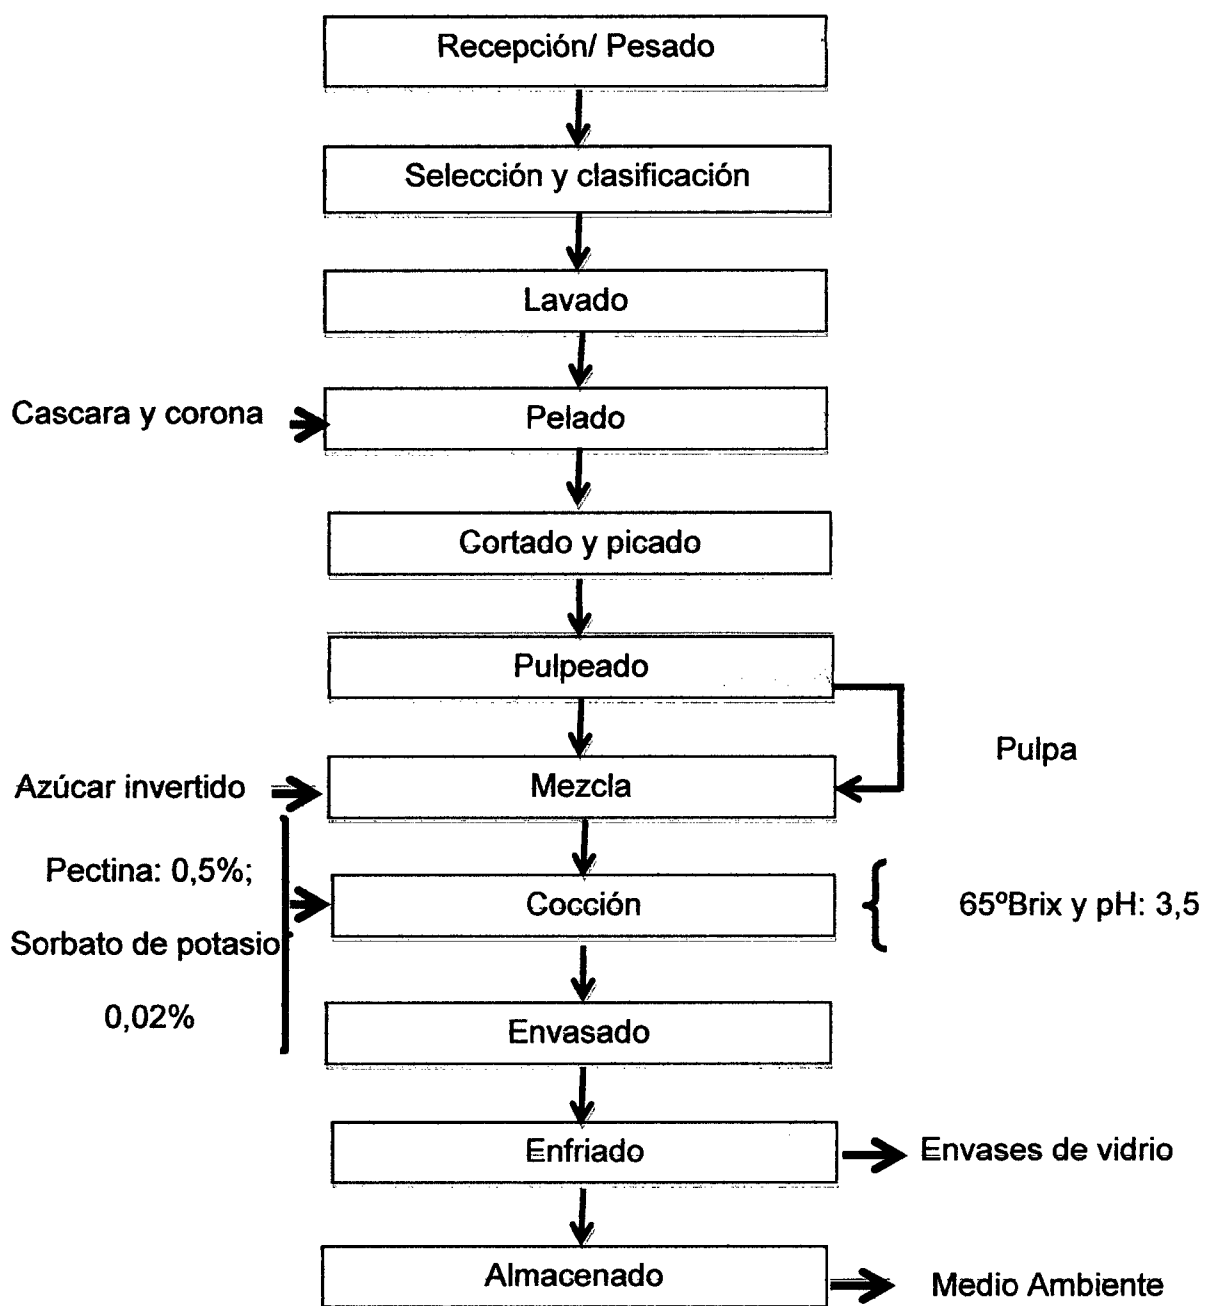 Recepción/ Pesado
Selección y clasificación
Lavado
Cascara y corona
Pelado
Cortado y picado
Pulpeado
Pulpa
Azúcar invertido
Mezcla
Pectina: 0,5%;
Cocción
65ºBrix y pH: 3,5
Sorbato de potasio
0,02%
Envasado
Enfriado
Envases de vidrio
Almacenado
Medio Ambiente